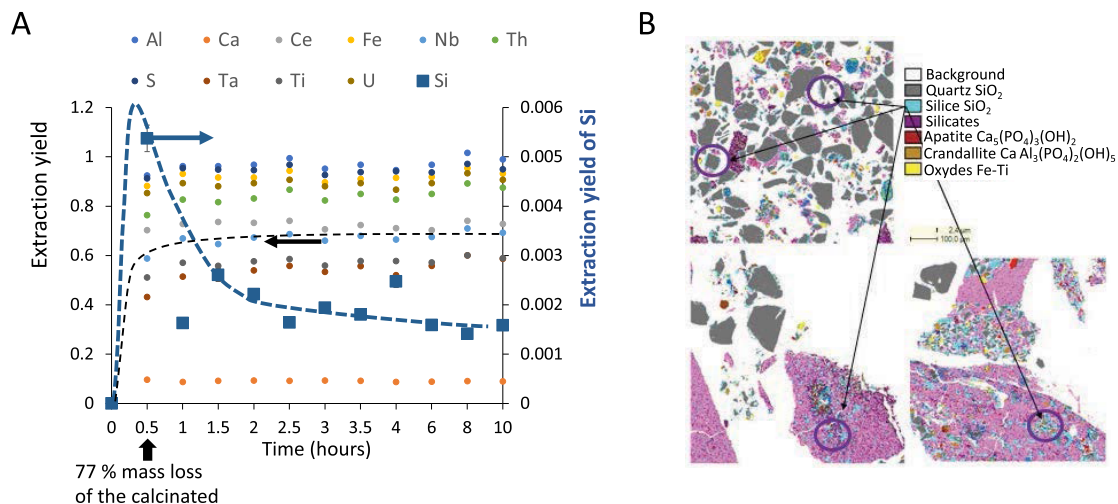 A
Al Ca Ce Fe Nb Th
S Ta Ti U Si
Extraction yield
1.2
1
0.8
0.6
0.4
0.2
0
0.006
0.005
0.004
0.003
0.002
0.001
0
Extraction yield of Si
0 0.5 1 1.5 2 2.5 3 3.5 4 6 8 10
Time (hours)
77 % mass loss
of the calcinated
B
Background
Quartz SiO₂
Silice SiO₂
Silicates
Apatite Ca₅(PO₄)₃(OH)₂
Crandallite Ca Al₃(PO₄)₂(OH)₅
Oxydes Fe-Ti
100.0 µm